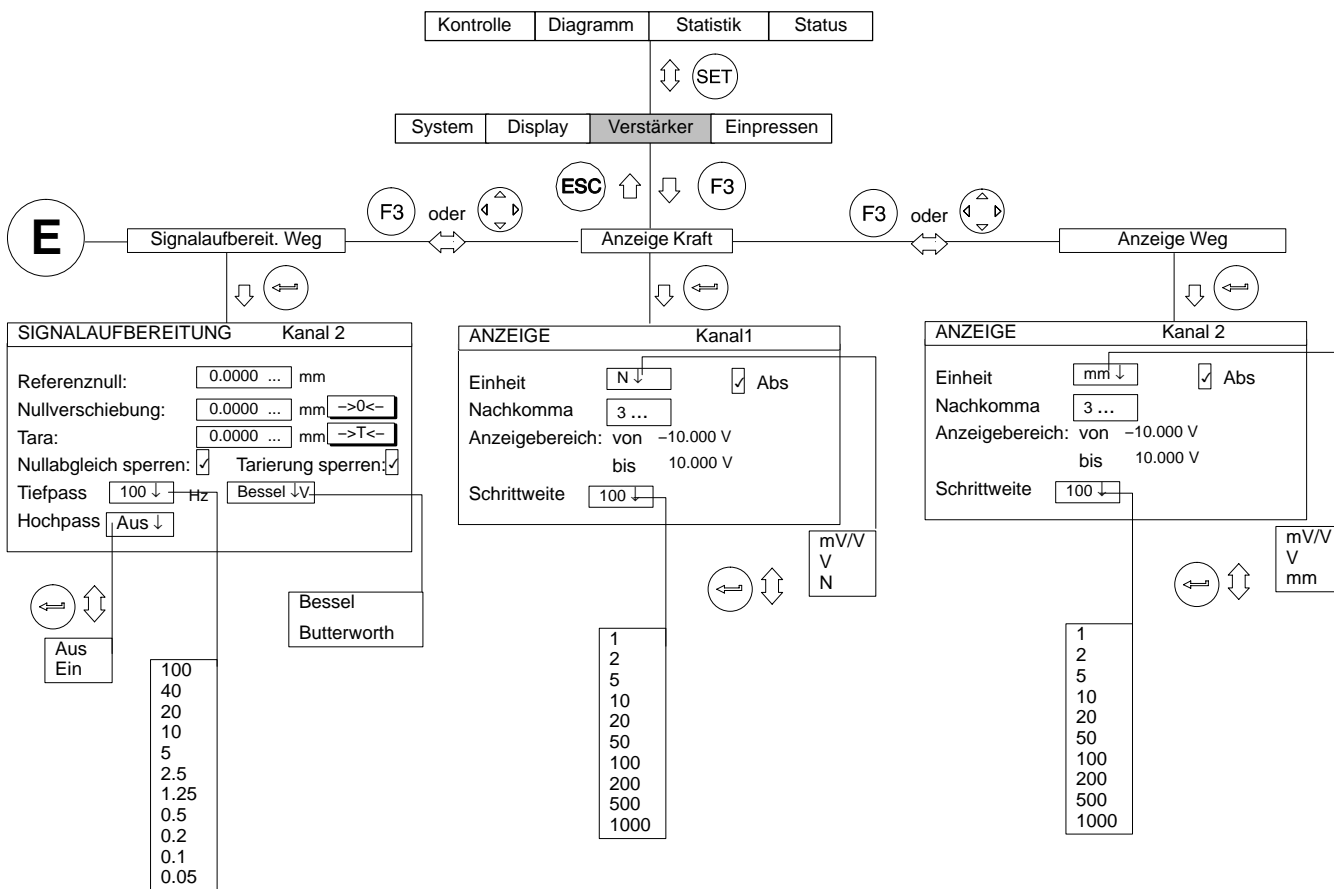 Kontrolle Diagramm Statistik Status
SET
System Display Verstärker Einpressen
ESC F3
F3 oder
F3 oder
E
Signalaufbereit. Weg
Anzeige Kraft
Anzeige Weg
SIGNALAUFBEREITUNG Kanal 2
Referenznull: 0.0000 ... mm
Nullverschiebung: 0.0000 ... mm –>0<–
Tara: 0.0000 ... mm –>T<–
Nullabgleich sperren: ✓ Tarierung sperren: ✓
Tiefpass 100 ↓ Hz Bessel ↓V
Hochpass Aus ↓
Aus
Ein
100
40
20
10
5
2.5
1.25
0.5
0.2
0.1
0.05
Bessel
Butterworth
ANZEIGE Kanal1
Einheit N ↓ ✓ Abs
Nachkomma 3 ...
Anzeigebereich: von –10.000 V
bis 10.000 V
Schrittweite 100 ↓
mV/V
V
N
1
2
5
10
20
50
100
200
500
1000
ANZEIGE Kanal 2
Einheit mm ↓ ✓ Abs
Nachkomma 3 ...
Anzeigebereich: von –10.000 V
bis 10.000 V
Schrittweite 100 ↓
mV/V
V
mm
1
2
5
10
20
50
100
200
500
1000